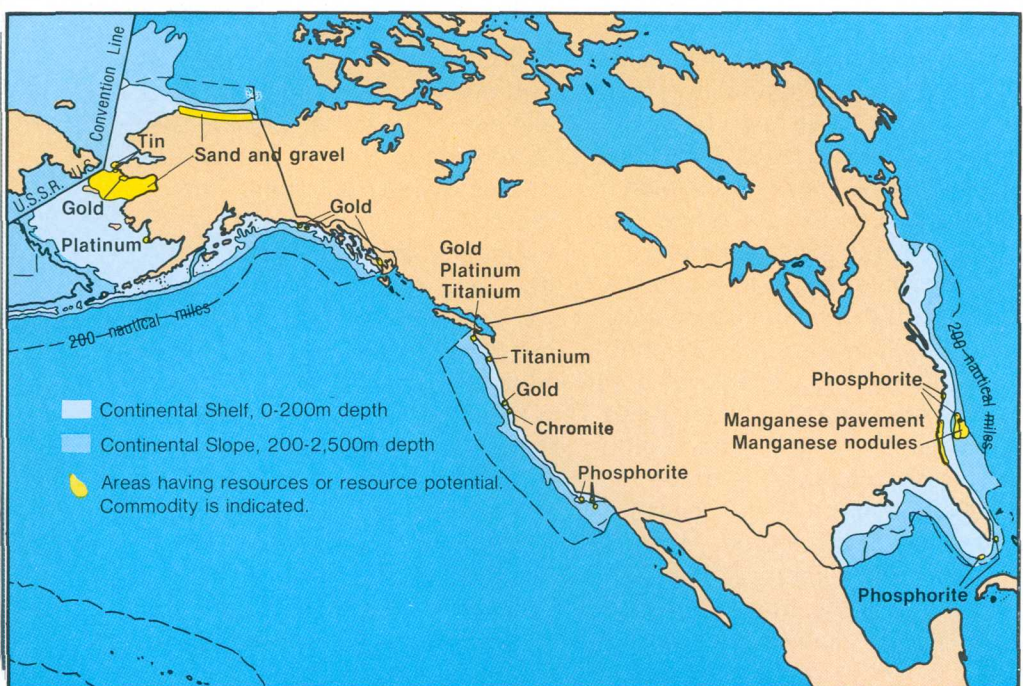 Convention Line
Tin
Sand and gravel
U.S.S.R.
U.S.
Gold
Platinum
Gold
Gold
Platinum
Titanium
200 nautical miles
Titanium
Gold
Chromite
Phosphorite
200 nautical miles
Phosphorite
Manganese pavement
Manganese nodules
Continental Shelf, 0-200m depth
Continental Slope, 200-2,500m depth
Areas having resources or resource potential.
Commodity is indicated.
Phosphorite